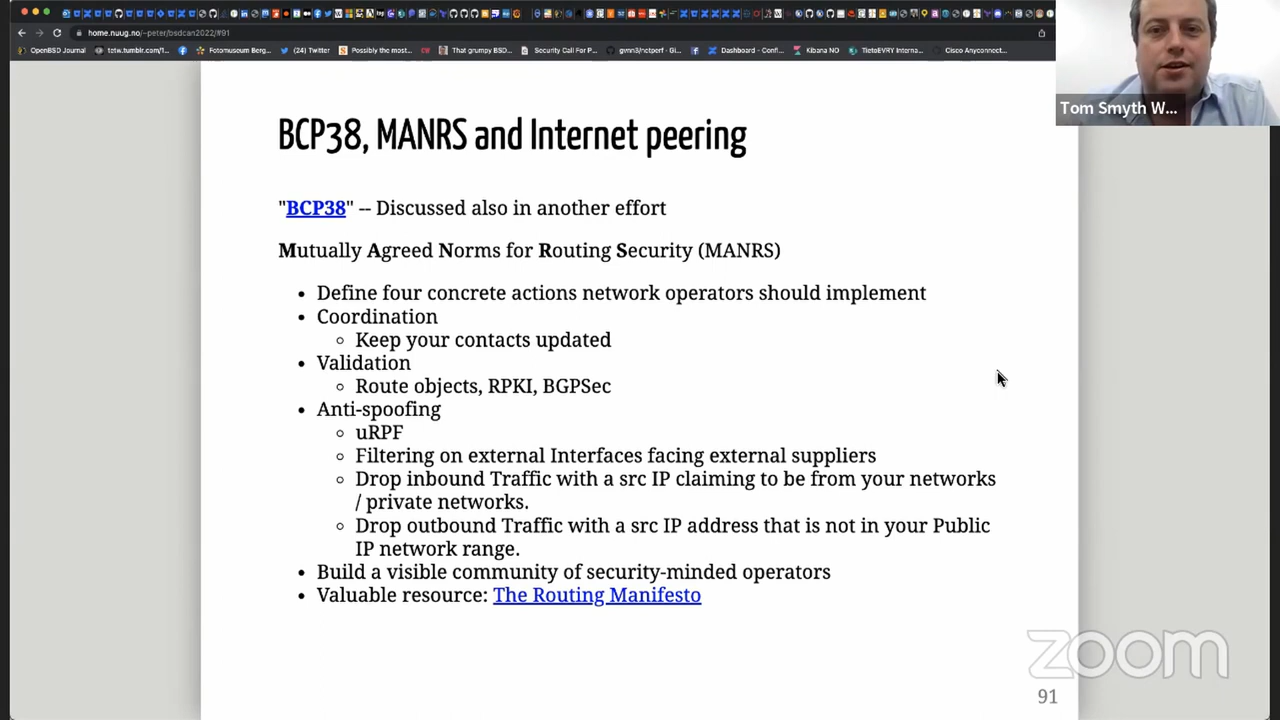 home.nuug.no/~peter/bsdcan2022/#91
OpenBSD Journal
tctw.tumblr.com/1...
Fotomuseum Berg...
(24) Twitter
Possibly the most...
That grumpy BSD...
Security Call For P...
Dashboard - Confl...
Kibana NO
TietoEVRY Interna...
Cisco Anyconnect...
Tom Smyth W...
BCP38, MANRS and Internet peering
"BCP38" -- Discussed also in another effort
Mutually Agreed Norms for Routing Security (MANRS)
• Define four concrete actions network operators should implement
• Coordination
◦ Keep your contacts updated
• Validation
◦ Route objects, RPKI, BGPSec
• Anti-spoofing
◦ uRPF
◦ Filtering on external Interfaces facing external suppliers
◦ Drop inbound Traffic with a src IP claiming to be from your networks
/ private networks.
◦ Drop outbound Traffic with a src IP address that is not in your Public
IP network range.
• Build a visible community of security-minded operators
• Valuable resource: The Routing Manifesto
zoom
91